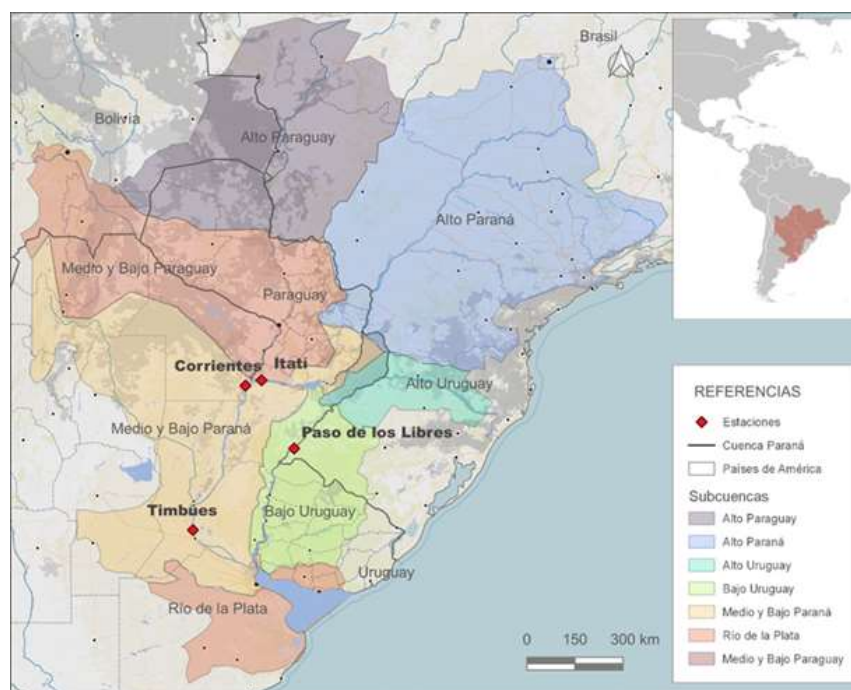 Brasil
Bolivia
Alto Paraguay
Alto Paraná
Medio y Bajo Paraguay
Paraguay
Corrientes
Itatí
Alto Uruguay
Medio y Bajo Paraná
Paso de los Libres
Timbúes
Bajo Uruguay
Uruguay
Río de la Plata
0 150 300 km
A
REFERENCIAS
Estaciones
Cuenca Paraná
Países de América
Subcuencas
Alto Paraguay
Alto Paraná
Alto Uruguay
Bajo Uruguay
Medio y Bajo Paraná
Río de la Plata
Medio y Bajo Paraguay